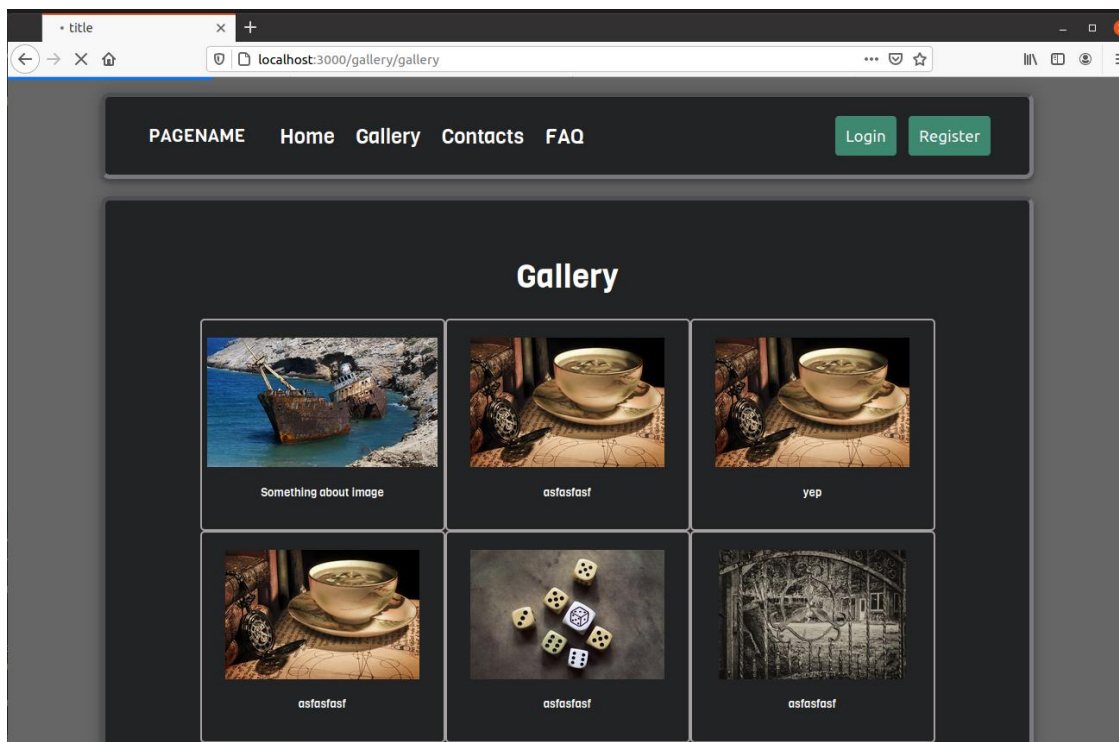 title
localhost:3000/gallery/gallery
PAGENAME Home Gallery Contacts FAQ Login Register
Gallery
Something about image
asfasfasf
yep
asfasfasf
asfasfasf
asfasfasf